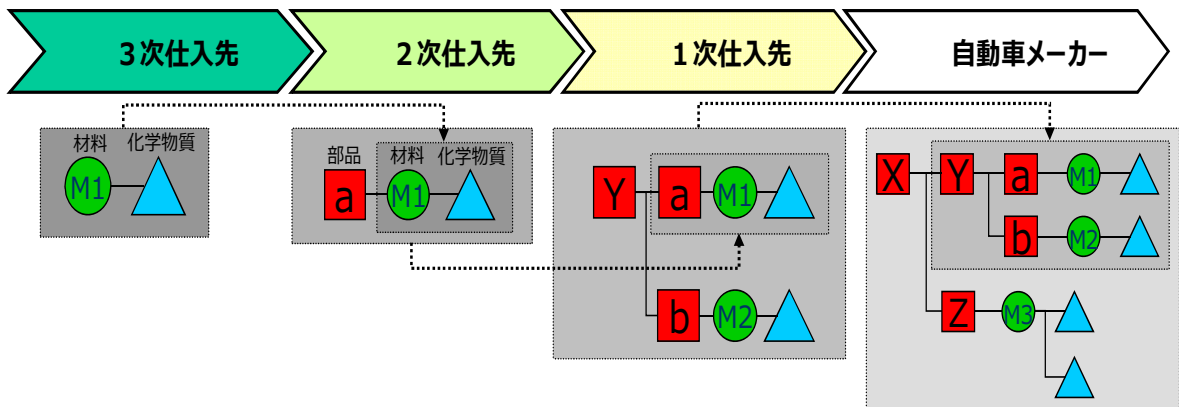 ３次仕入先
２次仕入先
１次仕入先
自動車メーカー
材料 化学物質
M1
部品 材料 化学物質
a M1
Y a M1
b M2
X Y a M1
b M2
Z M3